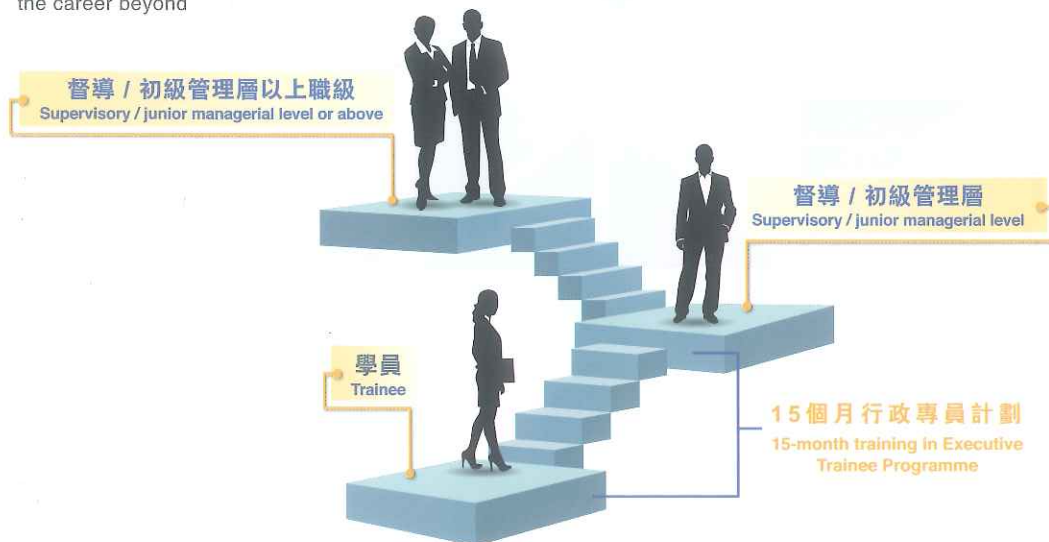 the career beyond
督導 / 初級管理層以上職級
Supervisory / junior managerial level or above
督導 / 初級管理層
Supervisory / junior managerial level
學員
Trainee
15個月行政專員計劃
15-month training in Executive
Trainee Programme